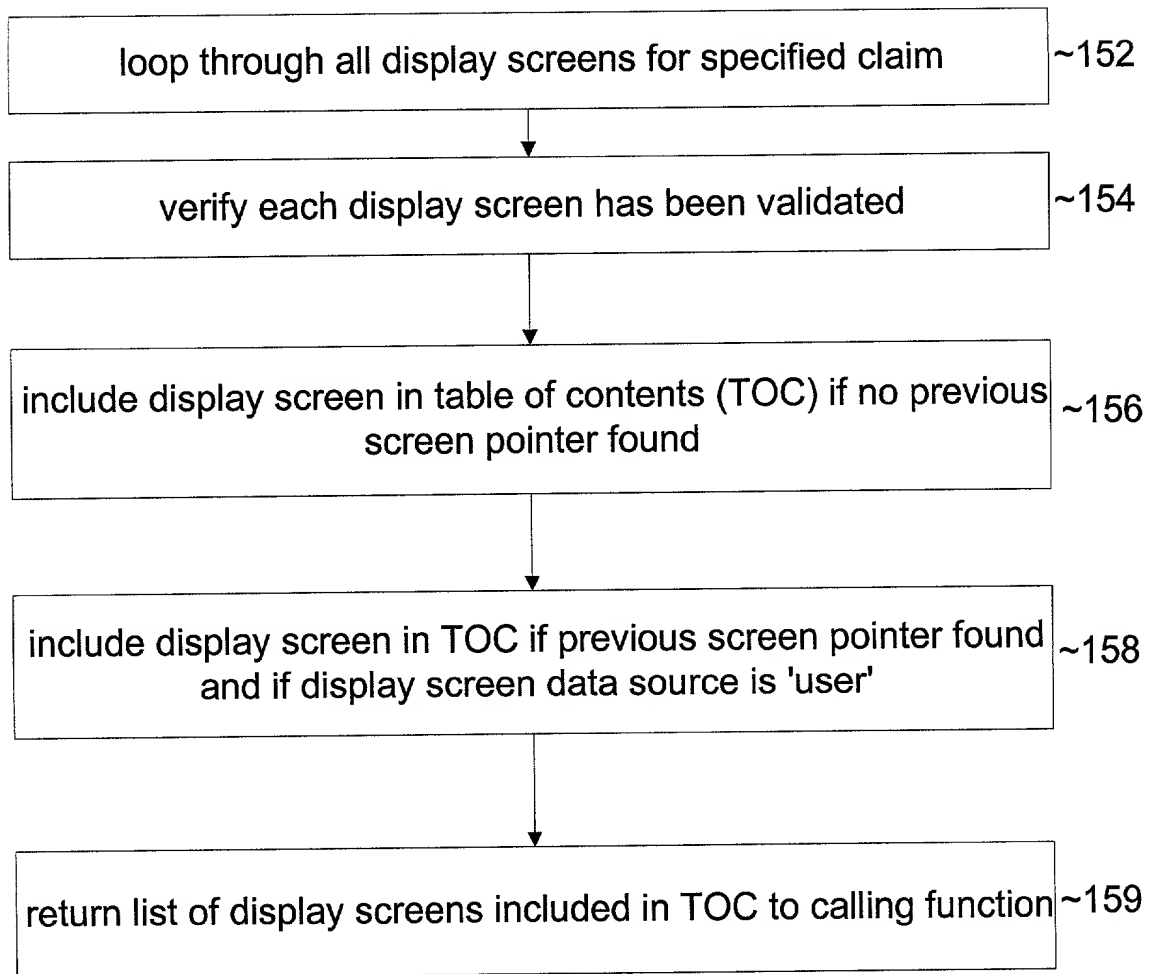 loop through all display screens for specified claim ~152
verify each display screen has been validated ~154
include display screen in table of contents (TOC) if no previous
screen pointer found ~156
include display screen in TOC if previous screen pointer found
and if display screen data source is 'user' ~158
return list of display screens included in TOC to calling function ~159